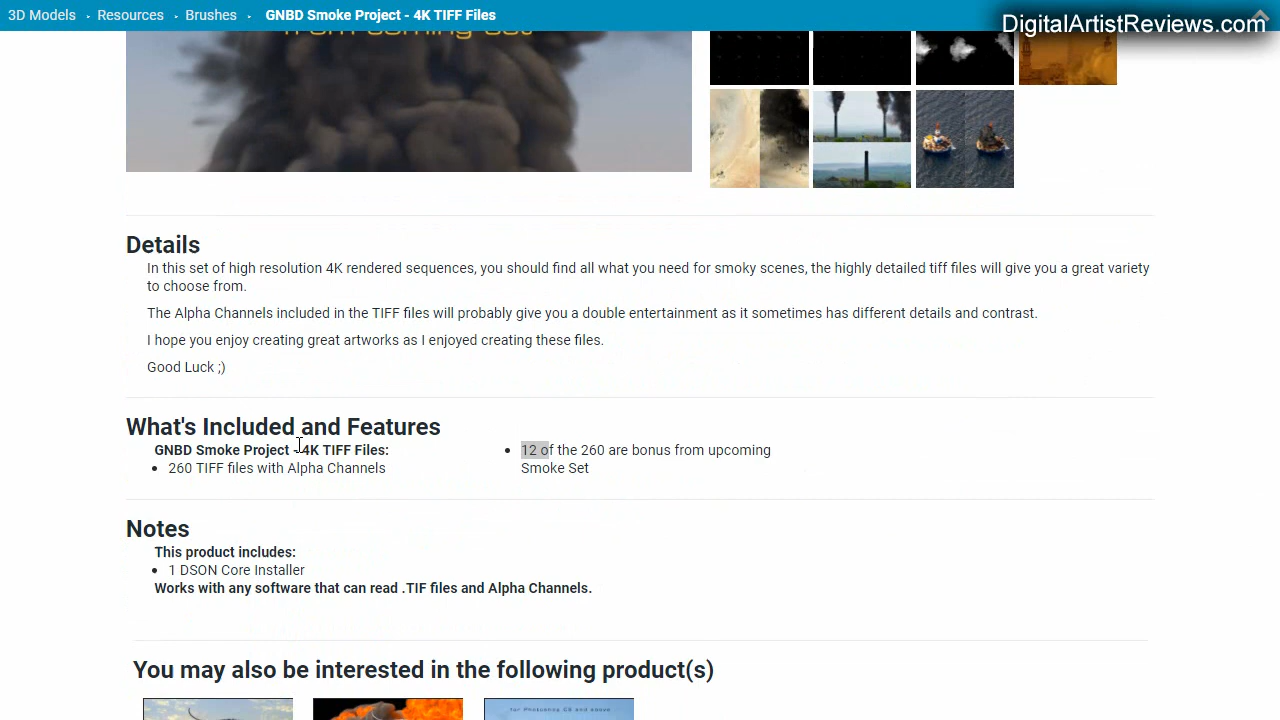 3D Models
Resources
Brushes
GNBD Smoke Project - 4K TIFF Files
DigitalArtistReviews.com
Details
In this set of high resolution 4K rendered sequences, you should find all what you need for smoky scenes, the highly detailed tiff files will give you a great variety
to choose from.
The Alpha Channels included in the TIFF files will probably give you a double entertainment as it sometimes has different details and contrast.
I hope you enjoy creating great artworks as I enjoyed creating these files.
Good Luck ;)
What's Included and Features
GNBD Smoke Project - 4K TIFF Files:
260 TIFF files with Alpha Channels
12 of the 260 are bonus from upcoming
Smoke Set
Notes
This product includes:
1 DSON Core Installer
Works with any software that can read .TIF files and Alpha Channels.
You may also be interested in the following product(s)
for Photoshop CS and above